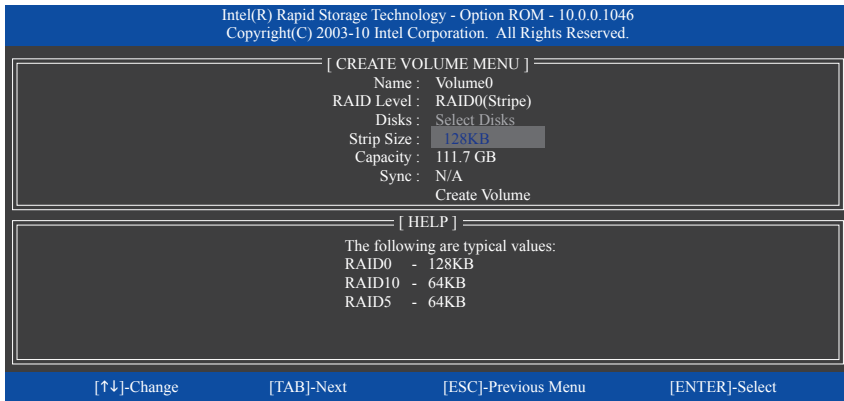 Intel(R) Rapid Storage Technology - Option ROM - 10.0.0.1046
Copyright(C) 2003-10 Intel Corporation. All Rights Reserved.
[ CREATE VOLUME MENU ]
Name : Volume0
RAID Level : RAID0(Stripe)
Disks : Select Disks
Strip Size : 128KB
Capacity : 111.7 GB
Sync : N/A
Create Volume
[ HELP ]
The following are typical values:
RAID0 - 128KB
RAID10 - 64KB
RAID5 - 64KB
[↑↓]-Change [TAB]-Next [ESC]-Previous Menu [ENTER]-Select